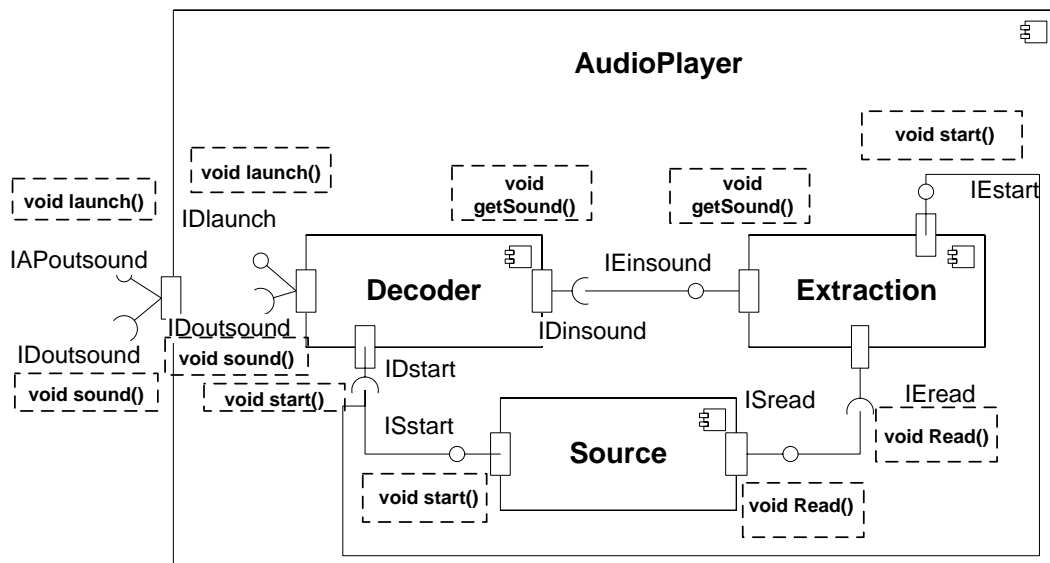 AudioPlayer
void start()
void launch()
void launch()
void
getSound()
void
getSound()
IEstart
IDlaunch
IAPoutsound
IEinsound
Decoder
Extraction
IDoutsound
IDinsound
IDoutsound
void sound()
IDstart
void sound()
void start()
ISread
IEread
ISstart
void Read()
Source
void start()
void Read()